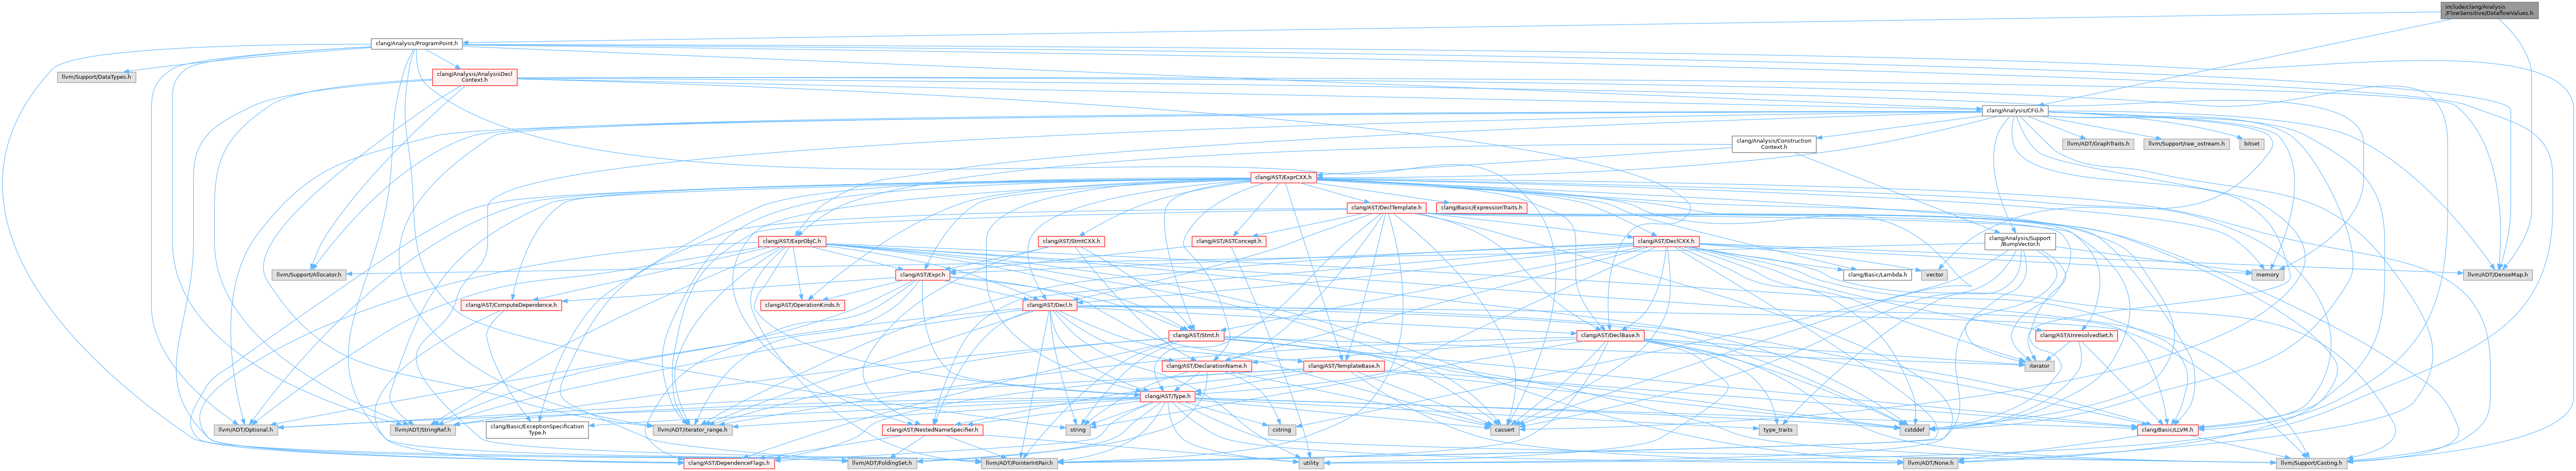 include/clang/Analysis
/FlowSensitive/DataflowValues.h
clang/Analysis/ProgramPoint.h
llvm/Support/DataTypes.h
clang/Analysis/AnalysisDecl
Context.h
clang/Analysis/CFG.h
clang/Analysis/Construction
Context.h
llvm/ADT/GraphTraits.h
llvm/Support/raw_ostream.h
bitset
clang/AST/ExprCXX.h
clang/AST/DeclTemplate.h
clang/Basic/ExpressionTraits.h
clang/AST/ExprObjC.h
clang/AST/StmtCXX.h
clang/AST/ASTConcept.h
clang/AST/DeclCXX.h
clang/Analysis/Support
/BumpVector.h
llvm/Support/Allocator.h
clang/AST/Expr.h
clang/Basic/Lambda.h
vector
memory
llvm/ADT/DenseMap.h
clang/AST/ComputeDependence.h
clang/AST/OperationKinds.h
clang/AST/Decl.h
clang/AST/Stmt.h
clang/AST/DeclBase.h
clang/AST/UnresolvedSet.h
clang/AST/DeclarationName.h
clang/AST/TemplateBase.h
iterator
clang/AST/Type.h
llvm/ADT/Optional.h
llvm/ADT/StringRef.h
clang/Basic/ExceptionSpecification
Type.h
llvm/ADT/iterator_range.h
clang/AST/NestedNameSpecifier.h
string
cstring
cassert
type_traits
cstddef
clang/Basic/LLVM.h
clang/AST/DependenceFlags.h
llvm/ADT/FoldingSet.h
llvm/ADT/PointerIntPair.h
utility
llvm/ADT/None.h
llvm/Support/Casting.h